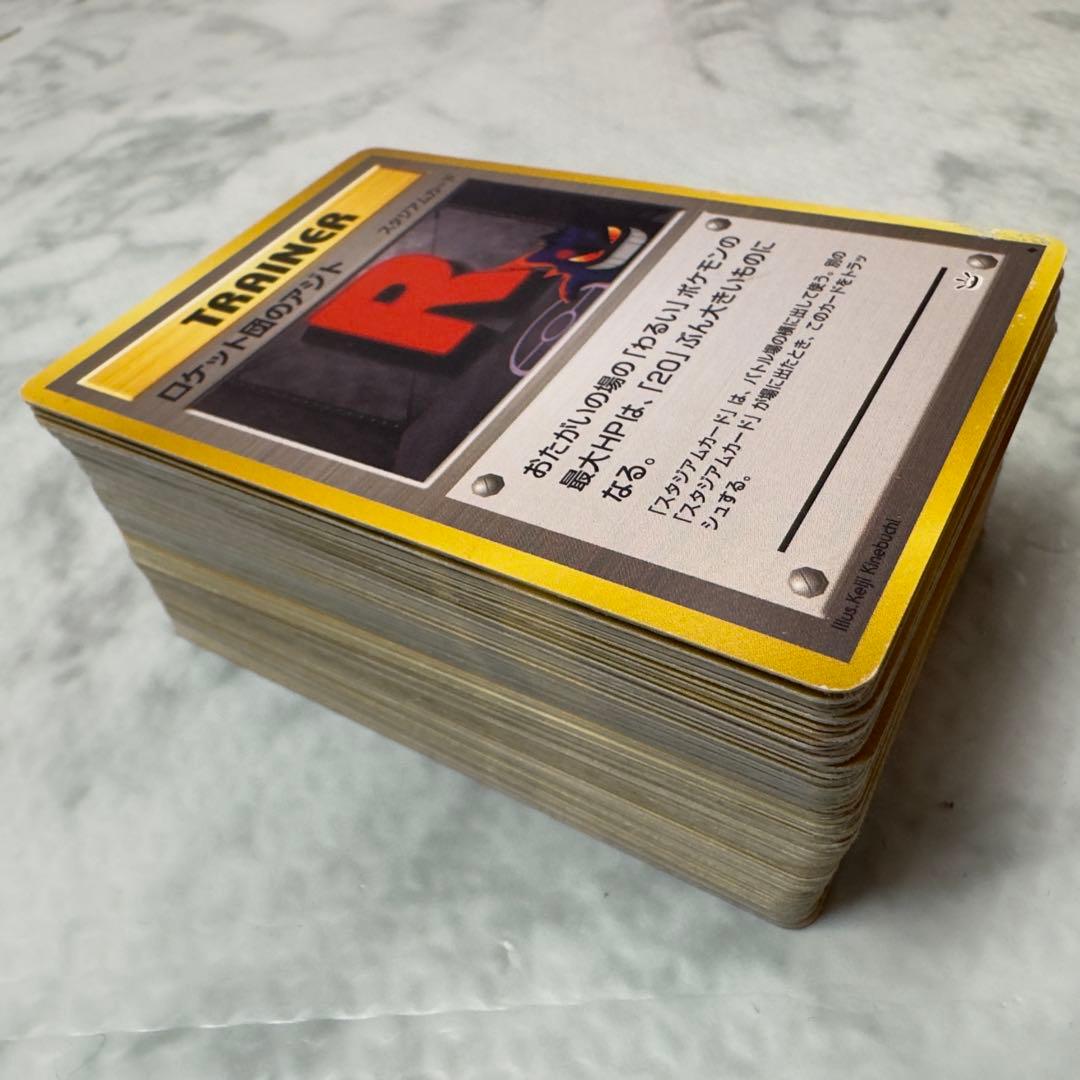 TRAINER
ロケット団のアジト
スタジアムカード
R
おたがいの場の「わるい」ポケモンの
最大HPは、「20」ぶん大きいものに
なる。
「スタジアムカード」は、バトル場の横に出して使う。別の
「スタジアムカード」が場に出たとき、このカードをトラッ
シュする。
Illus.Keiji Kinebuchi